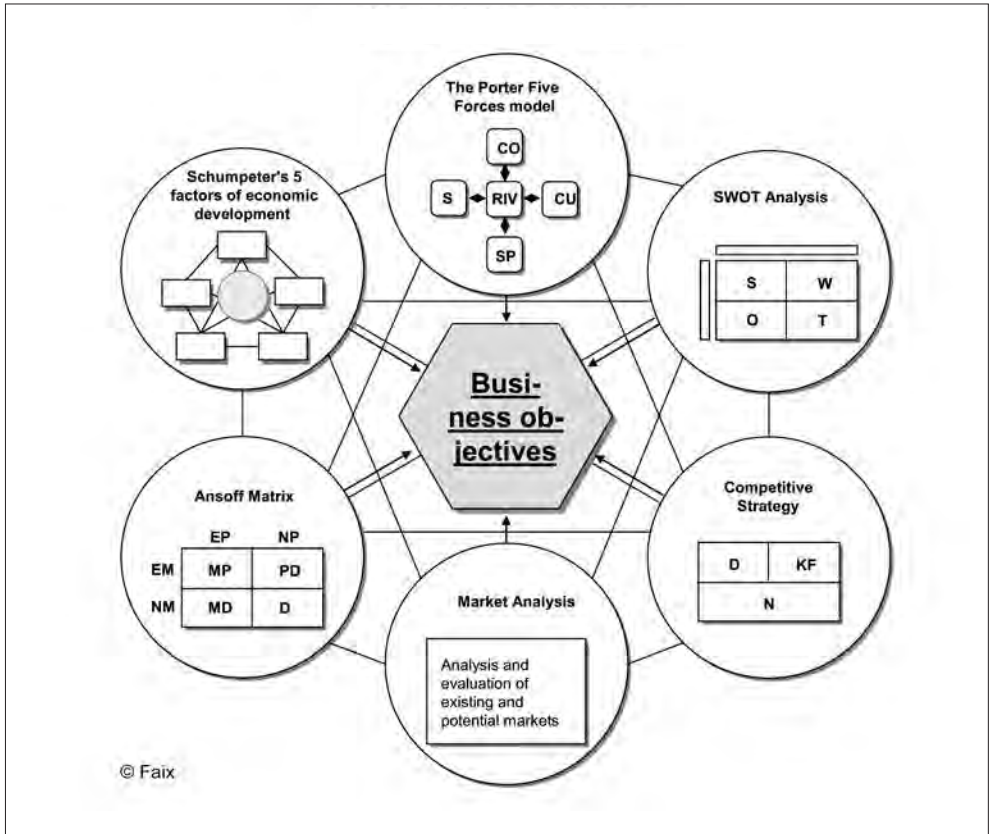 The Porter Five
Forces model
CO
S RIV CU
SP
Schumpeter's 5
factors of economic
development
SWOT Analysis
S W
O T
Busi-
ness ob-
jectives
Ansoff Matrix
EP NP
EM MP PD
NM MD D
Competitive
Strategy
D KF
N
Market Analysis
Analysis and
evaluation of
existing and
potential markets
© Faix